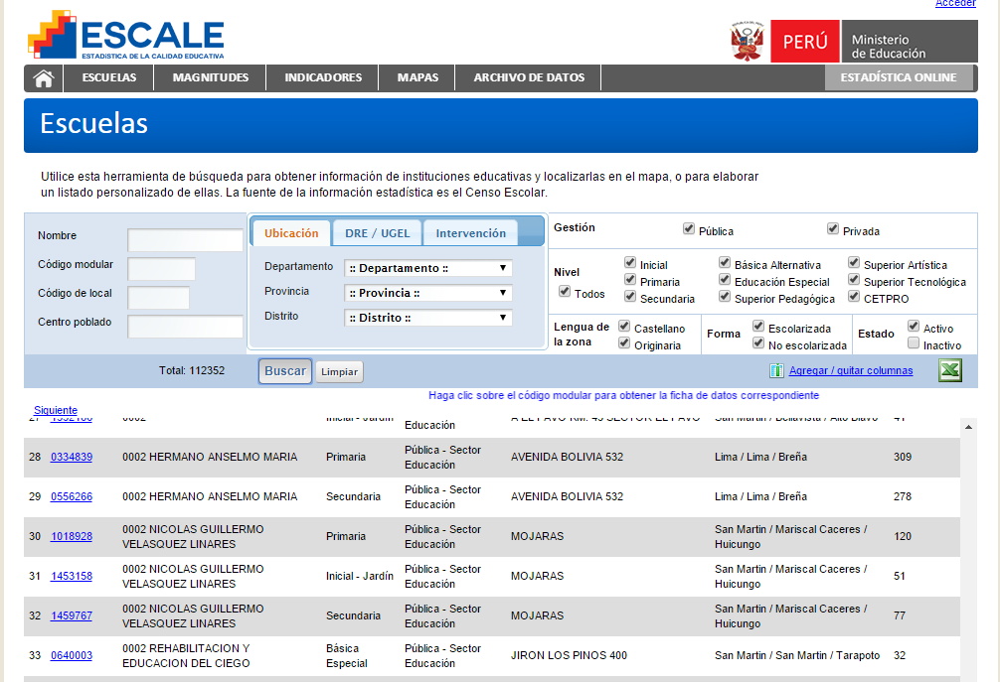 Acceder
ESCALE
ESTADÍSTICA DE LA CALIDAD EDUCATIVA
PERÚ
Ministerio
de Educación
ESCUELAS MAGNITUDES INDICADORES MAPAS ARCHIVO DE DATOS ESTADÍSTICA ONLINE
Escuelas
Utilice esta herramienta de búsqueda para obtener información de instituciones educativas y localizarlas en el mapa, o para elaborar
un listado personalizado de ellas. La fuente de la información estadística es el Censo Escolar.
Nombre
Código modular
Código de local
Centro poblado
Ubicación DRE / UGEL Intervención
Departamento :: Departamento ::
Provincia :: Provincia ::
Distrito :: Distrito ::
Gestión Pública Privada
Nivel
Todos
Inicial Básica Alternativa Superior Artística
Primaria Educación Especial Superior Tecnológica
Secundaria Superior Pedagógica CETPRO
Lengua de
la zona
Castellano
Originaria
Forma
Escolarizada
No escolarizada
Estado
Activo
Inactivo
Total: 112352 Buscar Limpiar Agregar / quitar columnas
Haga clic sobre el código modular para obtener la ficha de datos correspondiente
Siguiente
27 0002 Inicial - Jardín Educación San Martin / Bellavista / Alto Biavo 41
28 0334839 0002 HERMANO ANSELMO MARIA Primaria Pública - Sector Educación AVENIDA BOLIVIA 532 Lima / Lima / Breña 309
29 0556266 0002 HERMANO ANSELMO MARIA Secundaria Pública - Sector Educación AVENIDA BOLIVIA 532 Lima / Lima / Breña 278
30 1018928 0002 NICOLAS GUILLERMO VELASQUEZ LINARES Primaria Pública - Sector Educación MOJARAS San Martin / Mariscal Caceres / Huicungo 120
31 1453158 0002 NICOLAS GUILLERMO VELASQUEZ LINARES Inicial - Jardín Pública - Sector Educación MOJARAS San Martin / Mariscal Caceres / Huicungo 51
32 1459767 0002 NICOLAS GUILLERMO VELASQUEZ LINARES Secundaria Pública - Sector Educación MOJARAS San Martin / Mariscal Caceres / Huicungo 77
33 0640003 0002 REHABILITACION Y EDUCACION DEL CIEGO Básica Especial Pública - Sector Educación JIRON LOS PINOS 400 San Martin / San Martin / Tarapoto 32